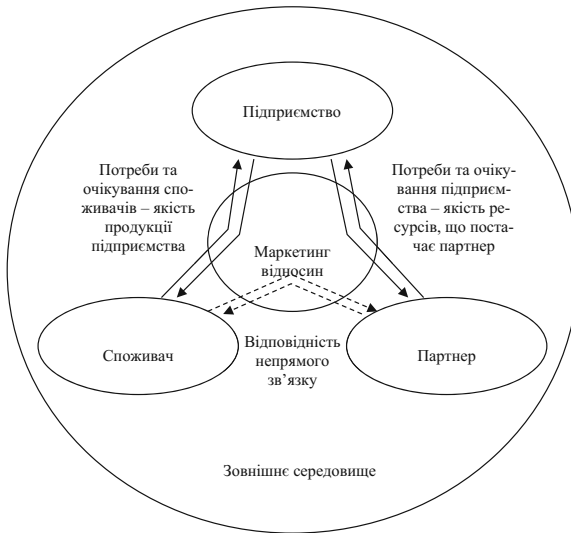 Підприємство
Потреби та
очікування спо-
живачів – якість
продукції
підприємства
Потреби та очіку-
вання підприєм-
ства – якість ре-
сурсів, що поста-
чає партнер
Маркетинг
відносин
Споживач
Відповідність
непрямого
зв’язку
Партнер
Зовнішнє середовище